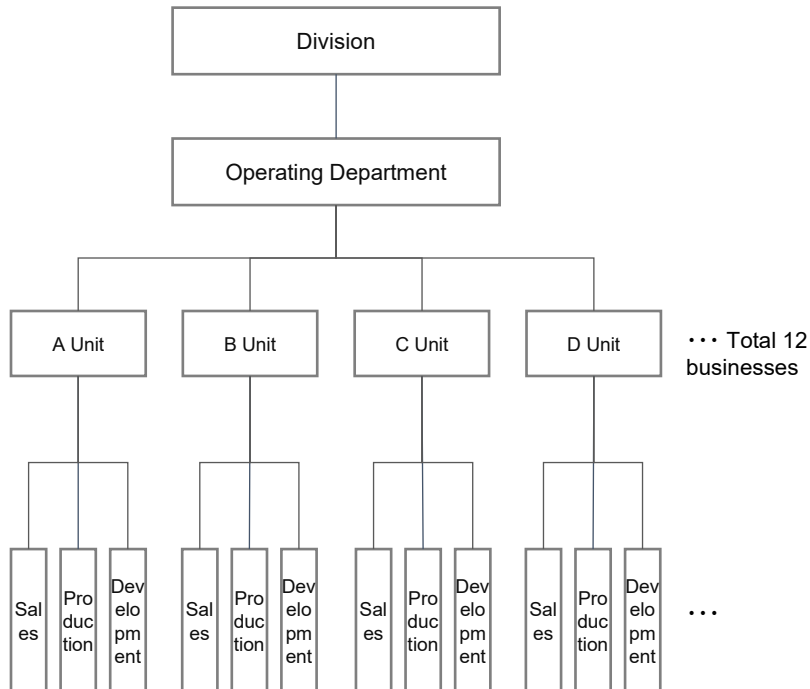 Division
Operating Department
A Unit
B Unit
C Unit
D Unit
··· Total 12
businesses
Sal
es
Pro
duc
tion
Dev
elo
pm
ent
Sal
es
Pro
duc
tion
Dev
elo
pm
ent
Sal
es
Pro
duc
tion
Dev
elo
pm
ent
Sal
es
Pro
duc
tion
Dev
elo
pm
ent
···